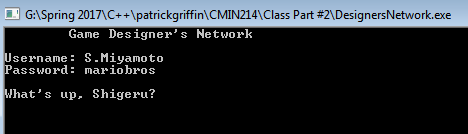 G:\Spring 2017\C++\patrickgriffin\CMIN214\Class Part #2\DesignersNetwork.exe
Game Designer's Network
Username: S.Miyamoto
Password: mariobros
What's up, Shigeru?